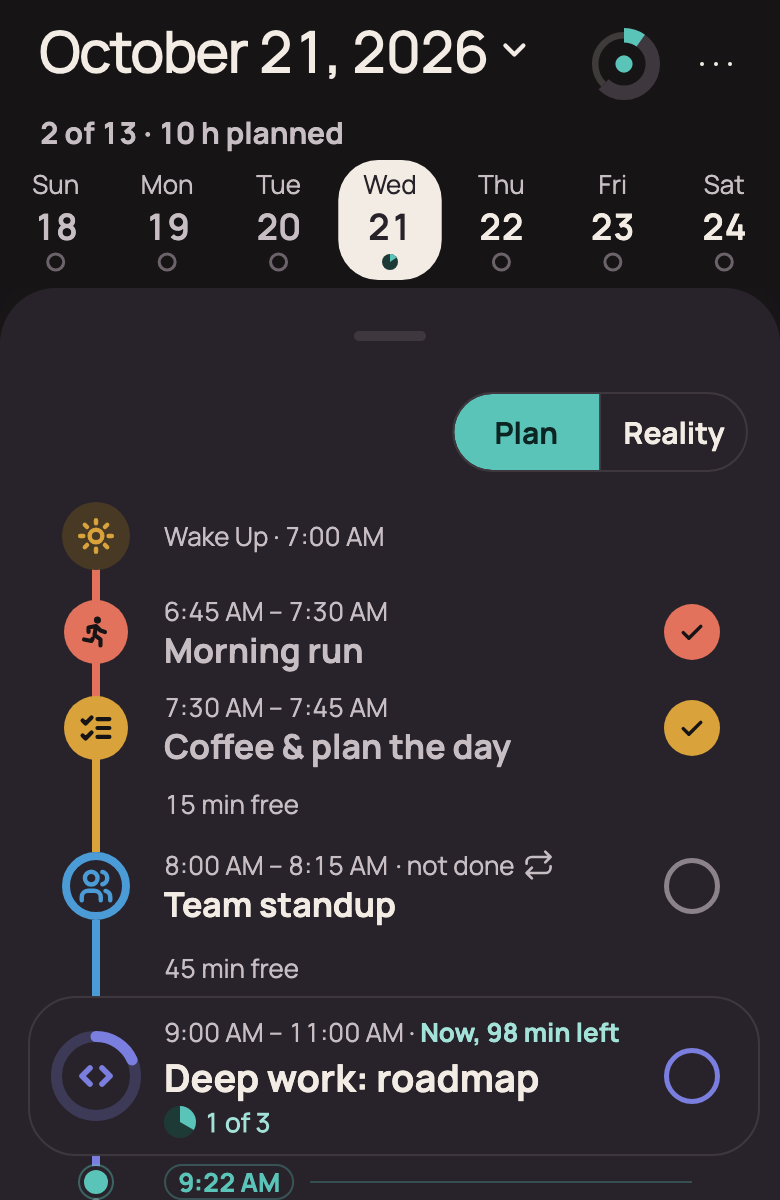 October 21, 2026
...
2 of 13 · 10 h planned
Sun Mon Tue Wed Thu Fri Sat
18 19 20 21 22 23 24
Plan Reality
Wake Up · 7:00 AM
6:45 AM – 7:30 AM
Morning run
7:30 AM – 7:45 AM
Coffee & plan the day
15 min free
8:00 AM – 8:15 AM · not done
Team standup
45 min free
9:00 AM – 11:00 AM · Now, 98 min left
Deep work: roadmap
1 of 3
9:22 AM